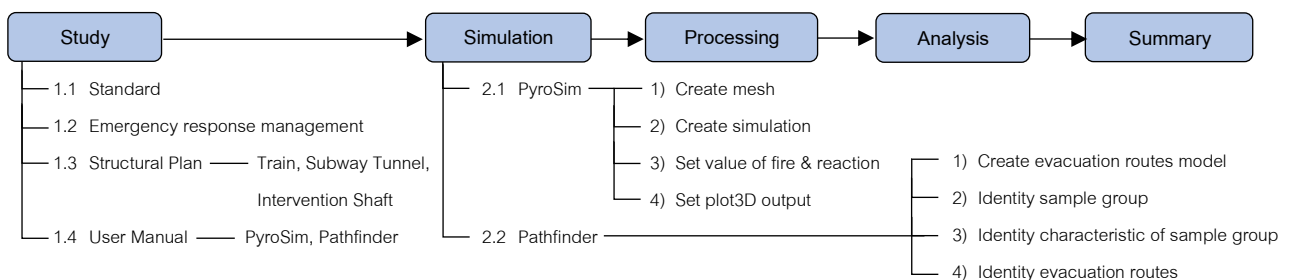 Study
Simulation
Processing
Analysis
Summary
1.1 Standard
1.2 Emergency response management
1.3 Structural Plan
Train, Subway Tunnel,
Intervention Shaft
1.4 User Manual
PyroSim, Pathfinder
2.1 PyroSim
1) Create mesh
2) Create simulation
3) Set value of fire & reaction
4) Set plot3D output
2.2 Pathfinder
1) Create evacuation routes model
2) Identity sample group
3) Identity characteristic of sample group
4) Identity evacuation routes